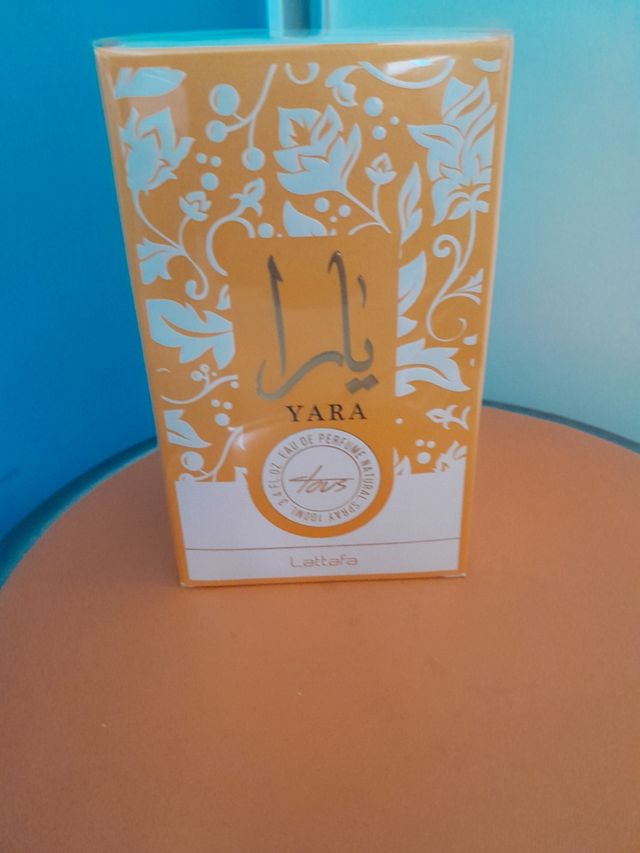 يارا
YARA
EAU DE PERFUME NATURAL SPRAY 100ML 3.4 FL.OZ.
Tous
Lattafa